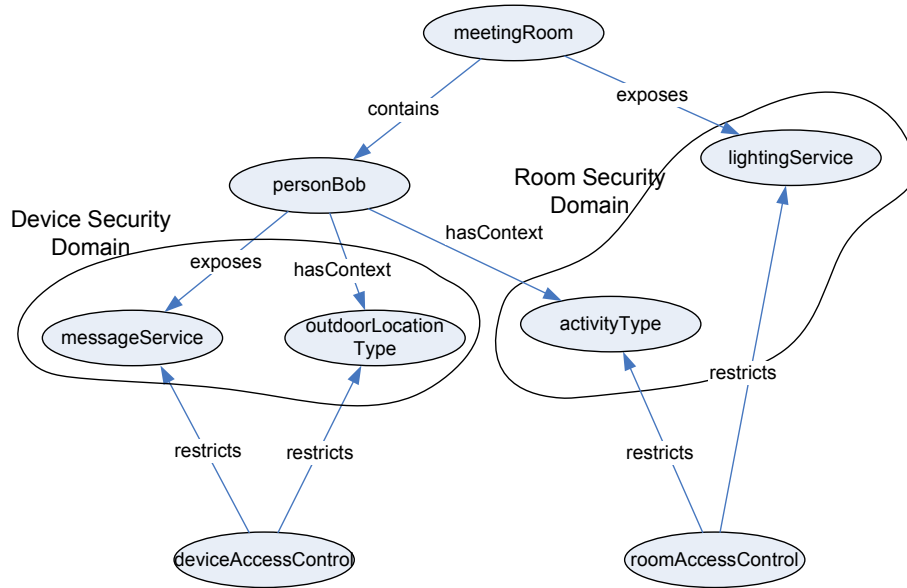 meetingRoom
contains
exposes
lightingService
personBob
Room Security
Domain
Device Security
Domain
hasContext
exposes
hasContext
messageService
outdoorLocation
Type
activityType
restricts
restricts
restricts
restricts
deviceAccessControl
roomAccessControl